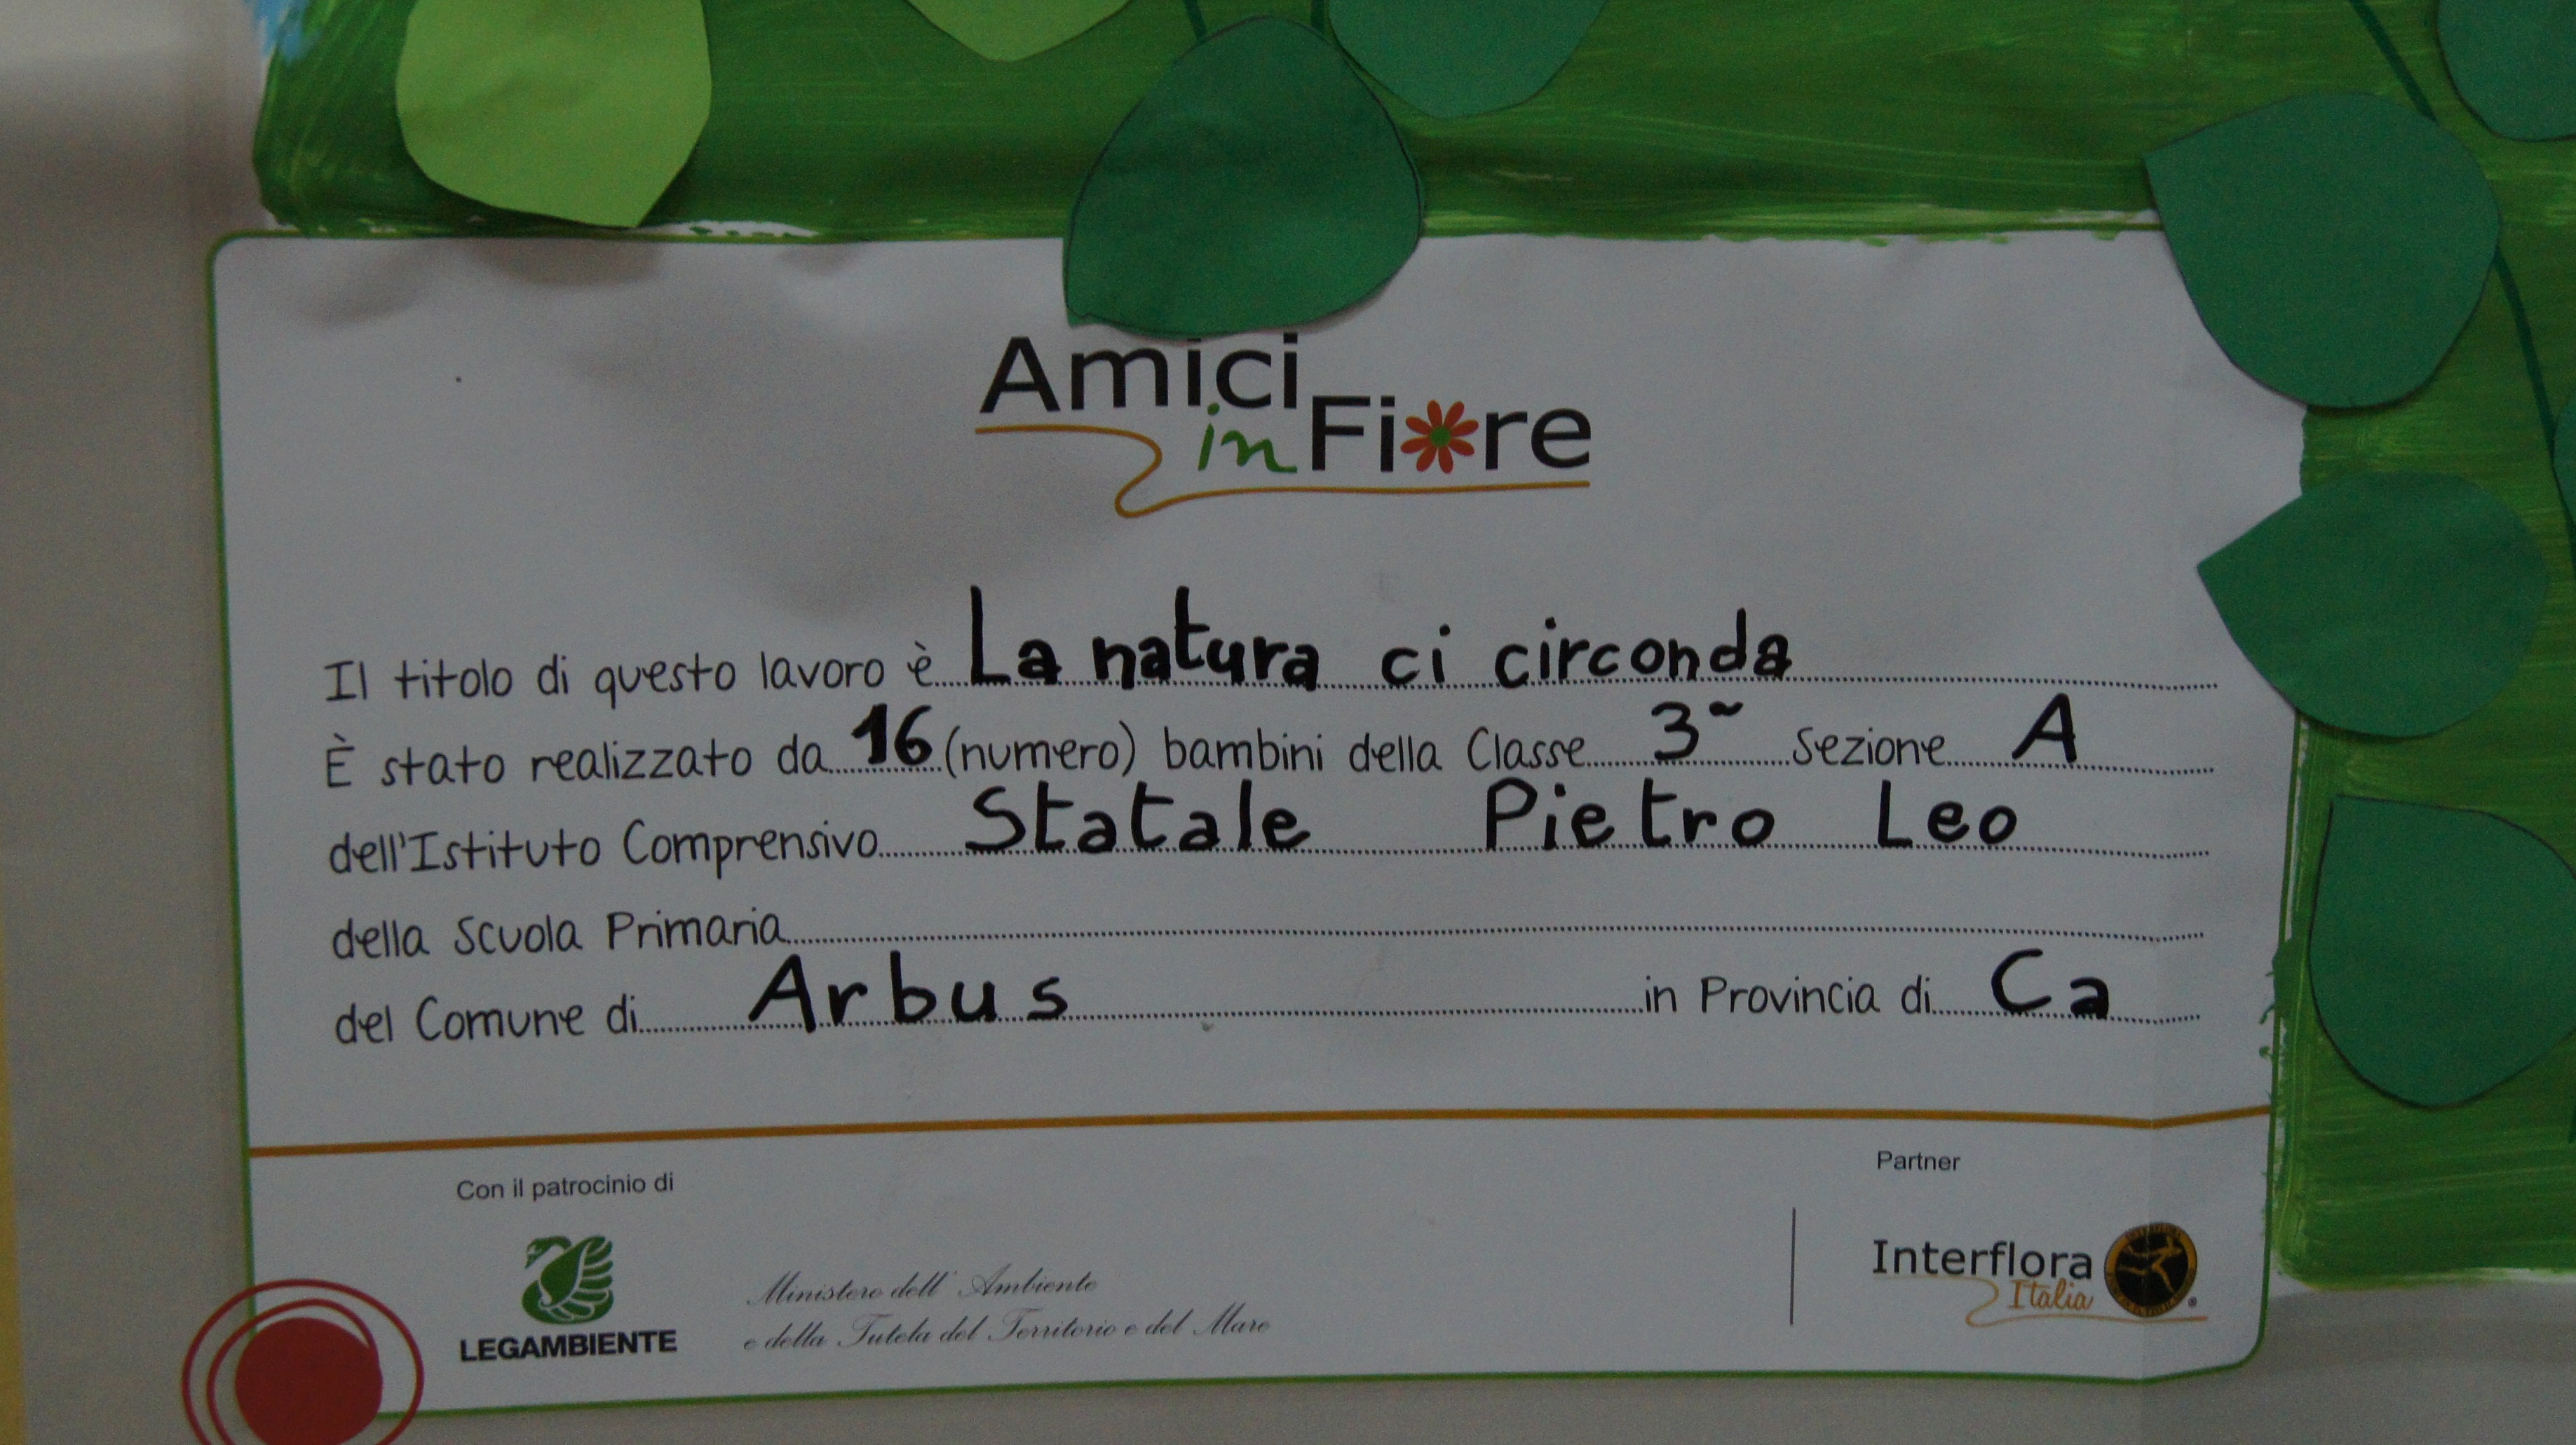 Amici
in Fiore
Il titolo di questo lavoro è La natura ci circonda
È stato realizzato da 16 (numero) bambini della Classe 3ª Sezione A
dell'Istituto Comprensivo Statale Pietro Leo
della Scuola Primaria
del Comune di Arbus in Provincia di Ca
Con il patrocinio di
LEGAMBIENTE
Ministero dell'Ambiente
e della Tutela del Territorio e del Mare
Partner
Interflora
Italia
®